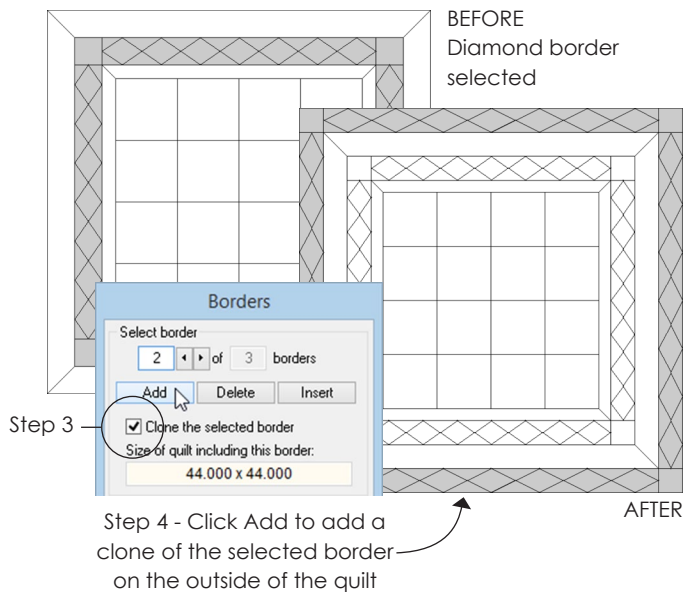 BEFORE
Diamond border
selected
Borders
Select border
2 of 3 borders
Add Delete Insert
Step 3
Clone the selected border
Size of quilt including this border:
44.000 x 44.000
AFTER
Step 4 - Click Add to add a
clone of the selected border
on the outside of the quilt